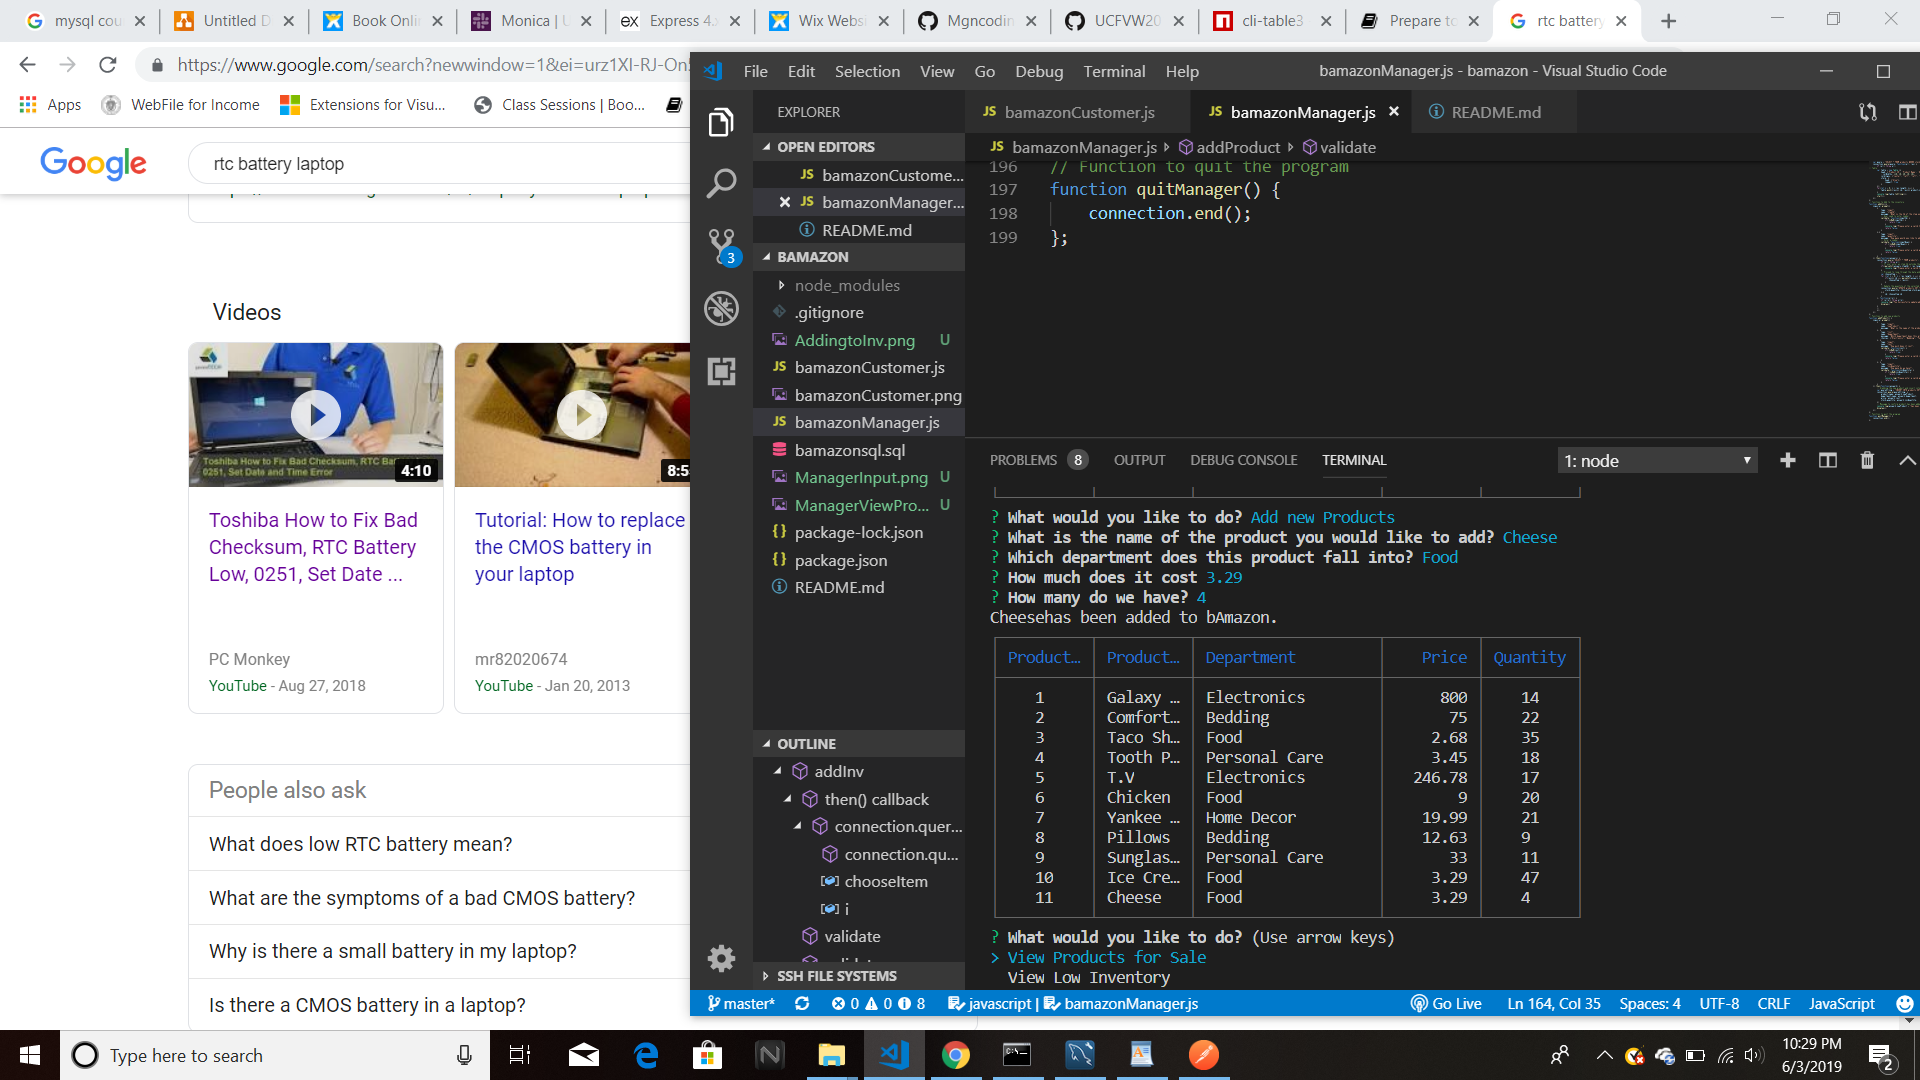 mysql cou
Untitled D
Book Onli
Monica | U
Express 4.
Wix Webs
Mgncodin
UCFVW20
cli-table3
Prepare to
rtc battery
https://www.google.com/search?newwindow=1&ei=urz1XI-RJ-On
Apps
WebFile for Income
Extensions for Visu...
Class Sessions | Boo...
Google
rtc battery laptop
Videos
4:10
8:5
Toshiba How to Fix Bad Checksum, RTC Battery
0251, Set Date and Time Error
Toshiba How to Fix Bad
Checksum, RTC Battery
Low, 0251, Set Date ...
PC Monkey
YouTube - Aug 27, 2018
Tutorial: How to replace
the CMOS battery in
your laptop
mr82020674
YouTube - Jan 20, 2013
People also ask
What does low RTC battery mean?
What are the symptoms of a bad CMOS battery?
Why is there a small battery in my laptop?
Is there a CMOS battery in a laptop?
File Edit Selection View Go Debug Terminal Help
bamazonManager.js - bamazon - Visual Studio Code
EXPLORER
OPEN EDITORS
JS bamazonCustome...
JS bamazonManager...
README.md
BAMAZON
node_modules
.gitignore
AddingtoInv.png U
JS bamazonCustomer.js
bamazonCustomer.png
JS bamazonManager.js
bamazonsql.sql
ManagerInput.png U
ManagerViewPro... U
{} package-lock.json
{} package.json
README.md
3
OUTLINE
addInv
then() callback
connection.quer...
connection.qu...
chooseItem
i
validate
SSH FILE SYSTEMS
JS bamazonCustomer.js
JS bamazonManager.js
README.md
JS bamazonManager.js addProduct validate
196 // Function to quit the program
197 function quitManager() {
198 connection.end();
199 };
PROBLEMS 8 OUTPUT DEBUG CONSOLE TERMINAL
1: node
? What would you like to do? Add new Products
? What is the name of the product you would like to add? Cheese
? Which department does this product fall into? Food
? How much does it cost 3.29
? How many do we have? 4
Cheesehas been added to bAmazon.
Product… Product… Department Price Quantity
1 Galaxy … Electronics 800 14
2 Comfort… Bedding 75 22
3 Taco Sh… Food 2.68 35
4 Tooth P… Personal Care 3.45 18
5 T.V Electronics 246.78 17
6 Chicken Food 9 20
7 Yankee … Home Decor 19.99 21
8 Pillows Bedding 12.63 9
9 Sunglas… Personal Care 33 11
10 Ice Cre… Food 3.29 47
11 Cheese Food 3.29 4
? What would you like to do? (Use arrow keys)
> View Products for Sale
View Low Inventory
master* 0 0 8 javascript | bamazonManager.js
Go Live Ln 164, Col 35 Spaces: 4 UTF-8 CRLF JavaScript
Type here to search
10:29 PM
6/3/2019
2